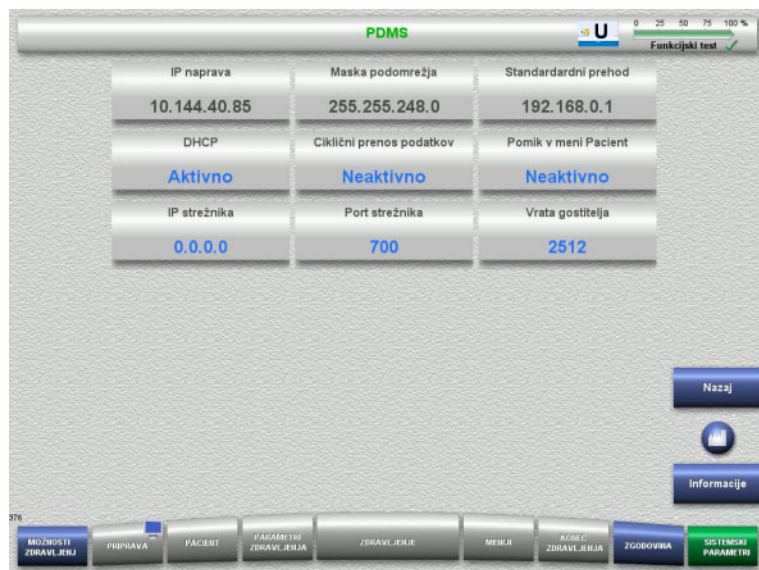 PDMS
U
0 25 50 75 100 %
Funkcijski test
IP naprava
Maska podomrežja
Standardardni prehod
10.144.40.85
255.255.248.0
192.168.0.1
DHCP
Ciklični prenos podatkov
Pomik v meni Pacient
Aktivno
Neaktivno
Neaktivno
IP strežnika
Port strežnika
Vrata gostitelja
0.0.0.0
700
2512
Nazaj
Informacije
MOŽNOSTI ZDRAVLJENJ
PRIPRAVA
PACIENT
PARAMETRI ZDRAVLJENJA
ZDRAVLJENJE
MENIJI
KONEC ZDRAVLJENJA
ZGODOVINA
SISTEMSKI PARAMETRI